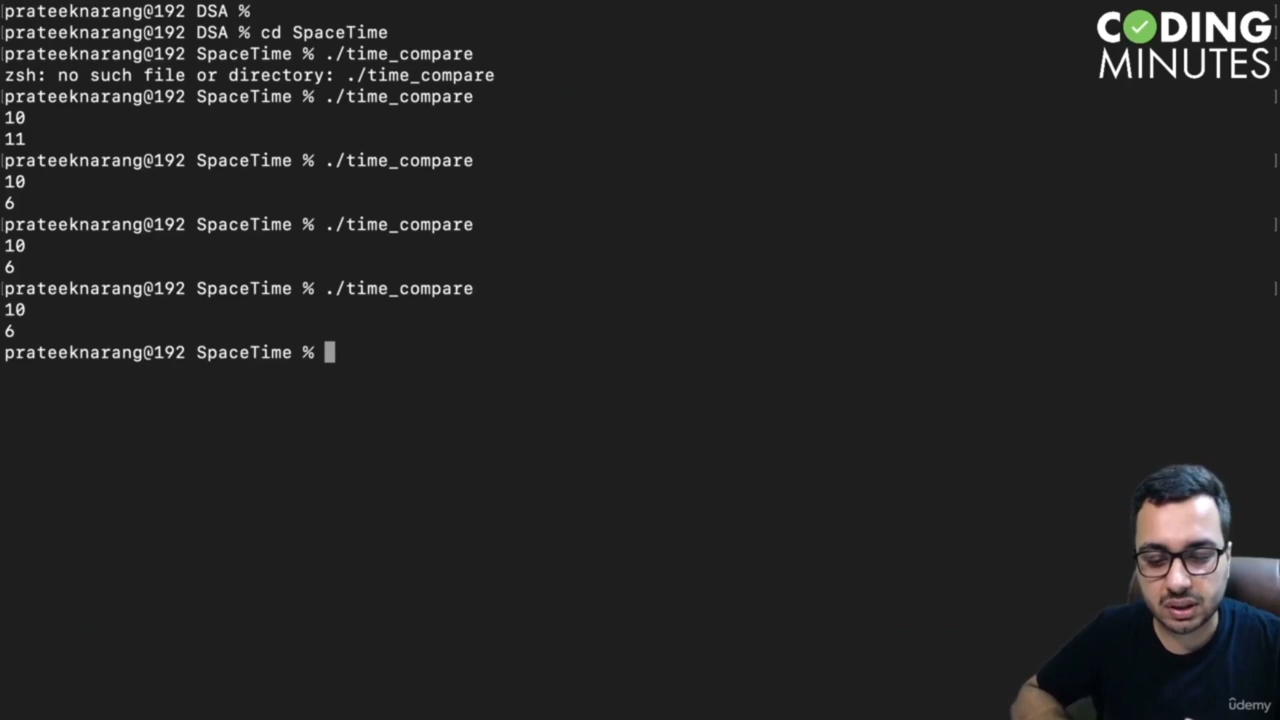 prateeknarang@192 DSA %
prateeknarang@192 DSA % cd SpaceTime
prateeknarang@192 SpaceTime % ./time_compare
zsh: no such file or directory: ./time_compare
prateeknarang@192 SpaceTime % ./time_compare
10
11
prateeknarang@192 SpaceTime % ./time_compare
10
6
prateeknarang@192 SpaceTime % ./time_compare
10
6
prateeknarang@192 SpaceTime % ./time_compare
10
6
prateeknarang@192 SpaceTime %
CODING
MINUTES
ûdemy